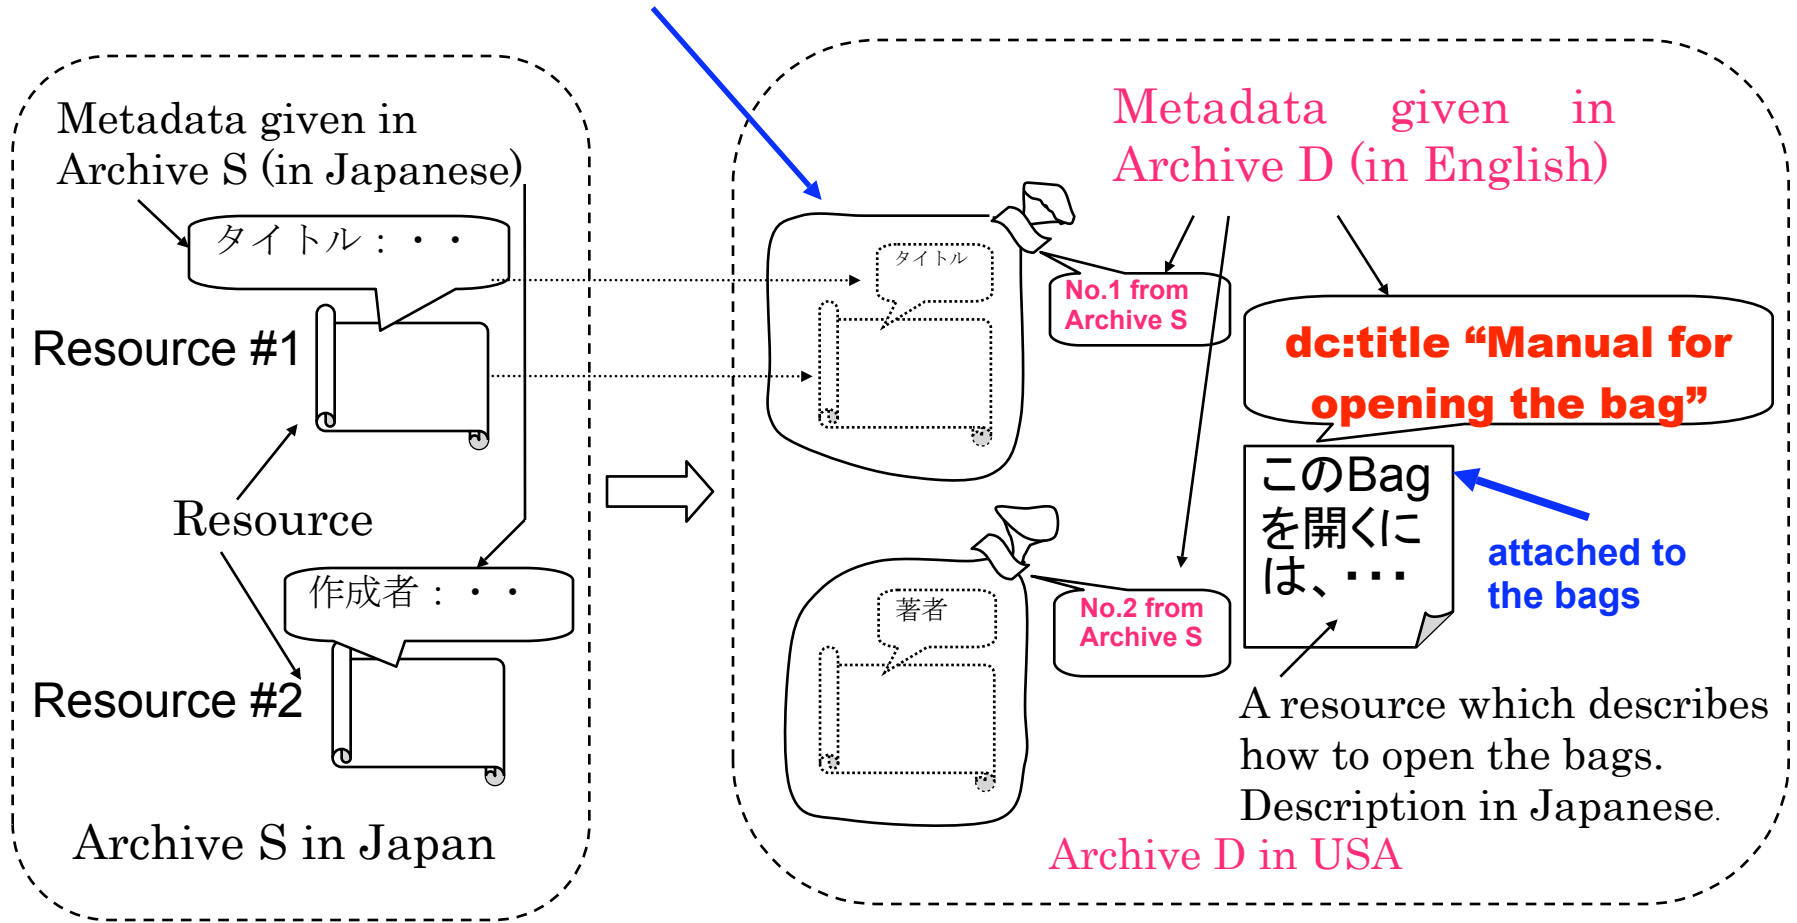 Metadata given in
Archive S (in Japanese)
タイトル：・・
Resource #1
Resource
作成者：・・
Resource #2
Archive S in Japan
Metadata given in
Archive D (in English)
タイトル
No.1 from
Archive S
dc:title “Manual for
opening the bag”
このBag
を開くに
は、・・・
attached to
the bags
著者
No.2 from
Archive S
A resource which describes
how to open the bags.
Description in Japanese.
Archive D in USA